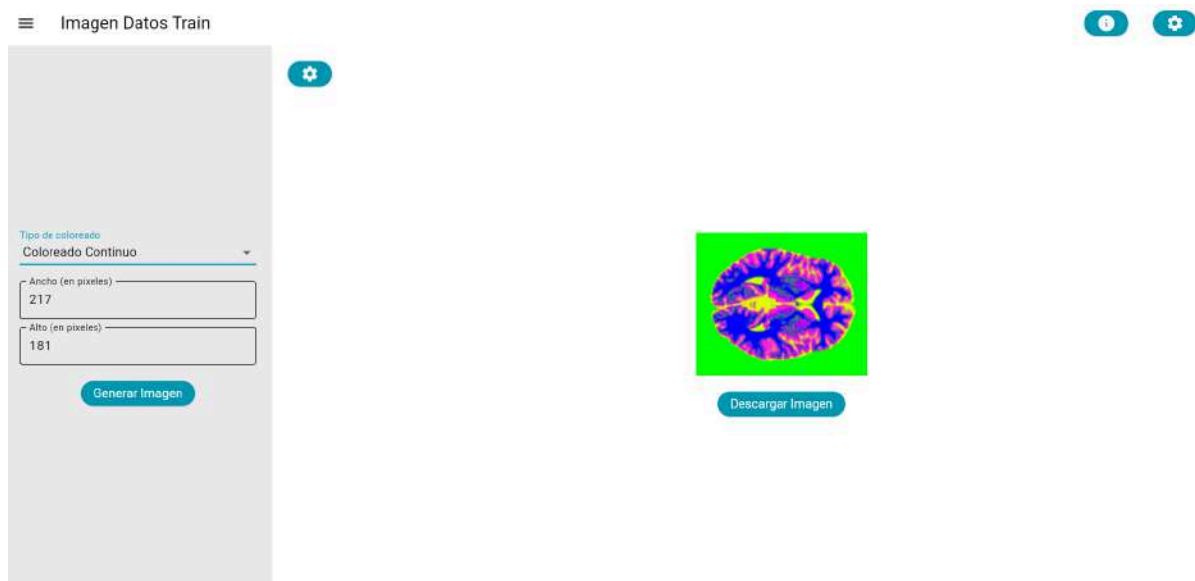 Imagen Datos Train
Tipo de coloreado
Coloreado Continuo
Ancho (en pixeles)
217
Alto (en pixeles)
181
Generar Imagen
Descargar Imagen